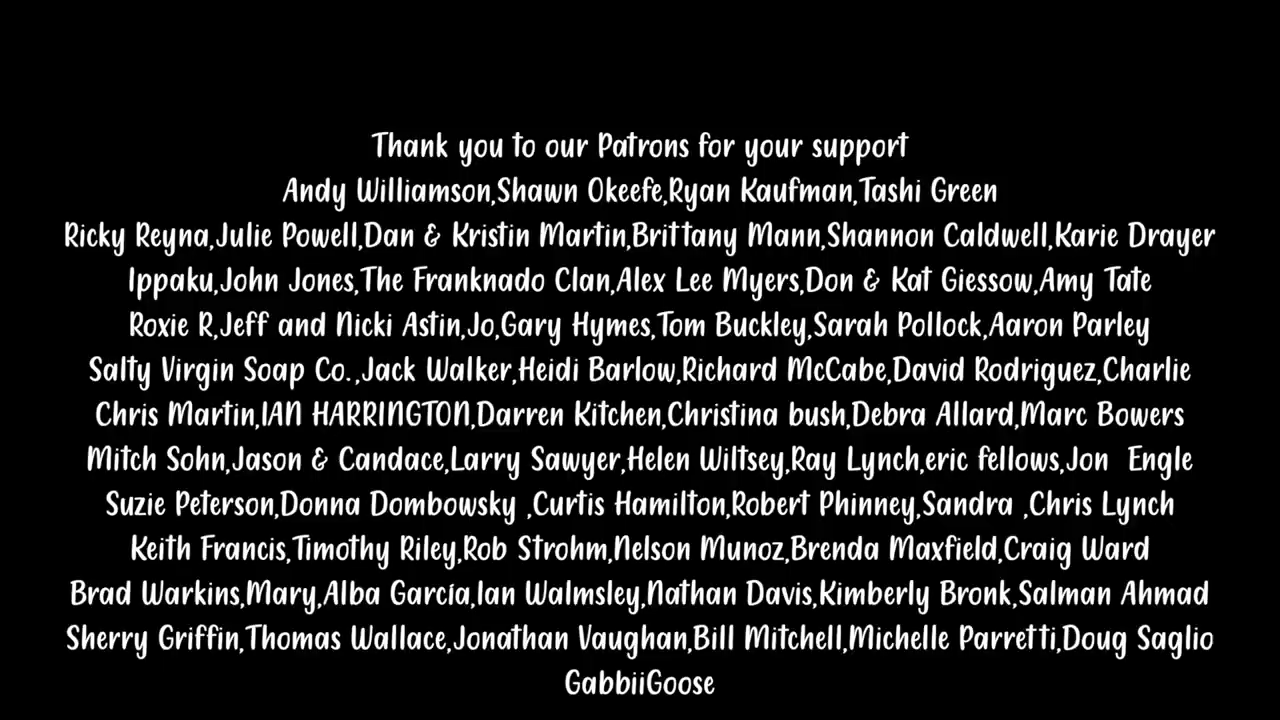 Thank you to our Patrons for your support
Andy Williamson,Shawn Okeefe,Ryan Kaufman,Tashi Green
Ricky Reyna,Julie Powell,Dan & Kristin Martin,Brittany Mann,Shannon Caldwell,Karie Drayer
Ippaku,John Jones,The Franknado Clan,Alex Lee Myers,Don & Kat Giessow,Amy Tate
Roxie R,Jeff and Nicki Astin,Jo,Gary Hymes,Tom Buckley,Sarah Pollock,Aaron Parley
Salty Virgin Soap Co.,Jack Walker,Heidi Barlow,Richard McCabe,David Rodriguez,Charlie
Chris Martin,IAN HARRINGTON,Darren Kitchen,Christina bush,Debra Allard,Marc Bowers
Mitch Sohn,Jason & Candace,Larry Sawyer,Helen Wiltsey,Ray Lynch,eric fellows,Jon  Engle
Suzie Peterson,Donna Dombowsky ,Curtis Hamilton,Robert Phinney,Sandra ,Chris Lynch
Keith Francis,Timothy Riley,Rob Strohm,Nelson Munoz,Brenda Maxfield,Craig Ward
Brad Warkins,Mary,Alba García,Ian Walmsley,Nathan Davis,Kimberly Bronk,Salman Ahmad
Sherry Griffin,Thomas Wallace,Jonathan Vaughan,Bill Mitchell,Michelle Parretti,Doug Saglio
GabbiiGoose